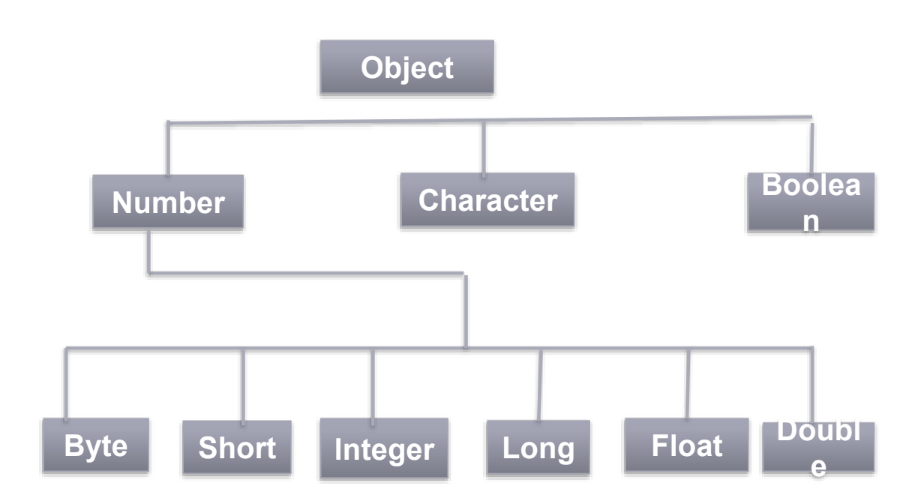 Object
Number
Character
Boolea
n
Byte
Short
Integer
Long
Float
Doubl
e